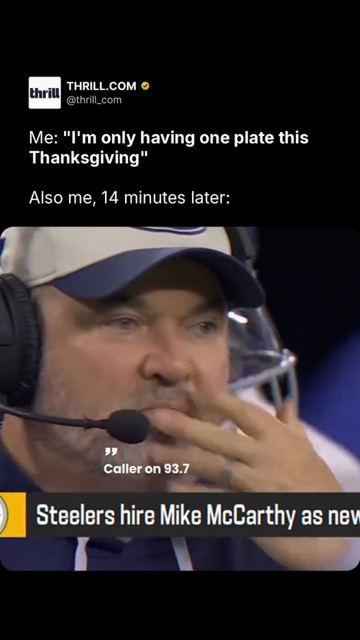 thrill
THRILL.COM
@thrill_com
Me: "I'm only having one plate this
Thanksgiving"
Also me, 14 minutes later:
"
Caller on 93.7
Steelers hire Mike McCarthy as new